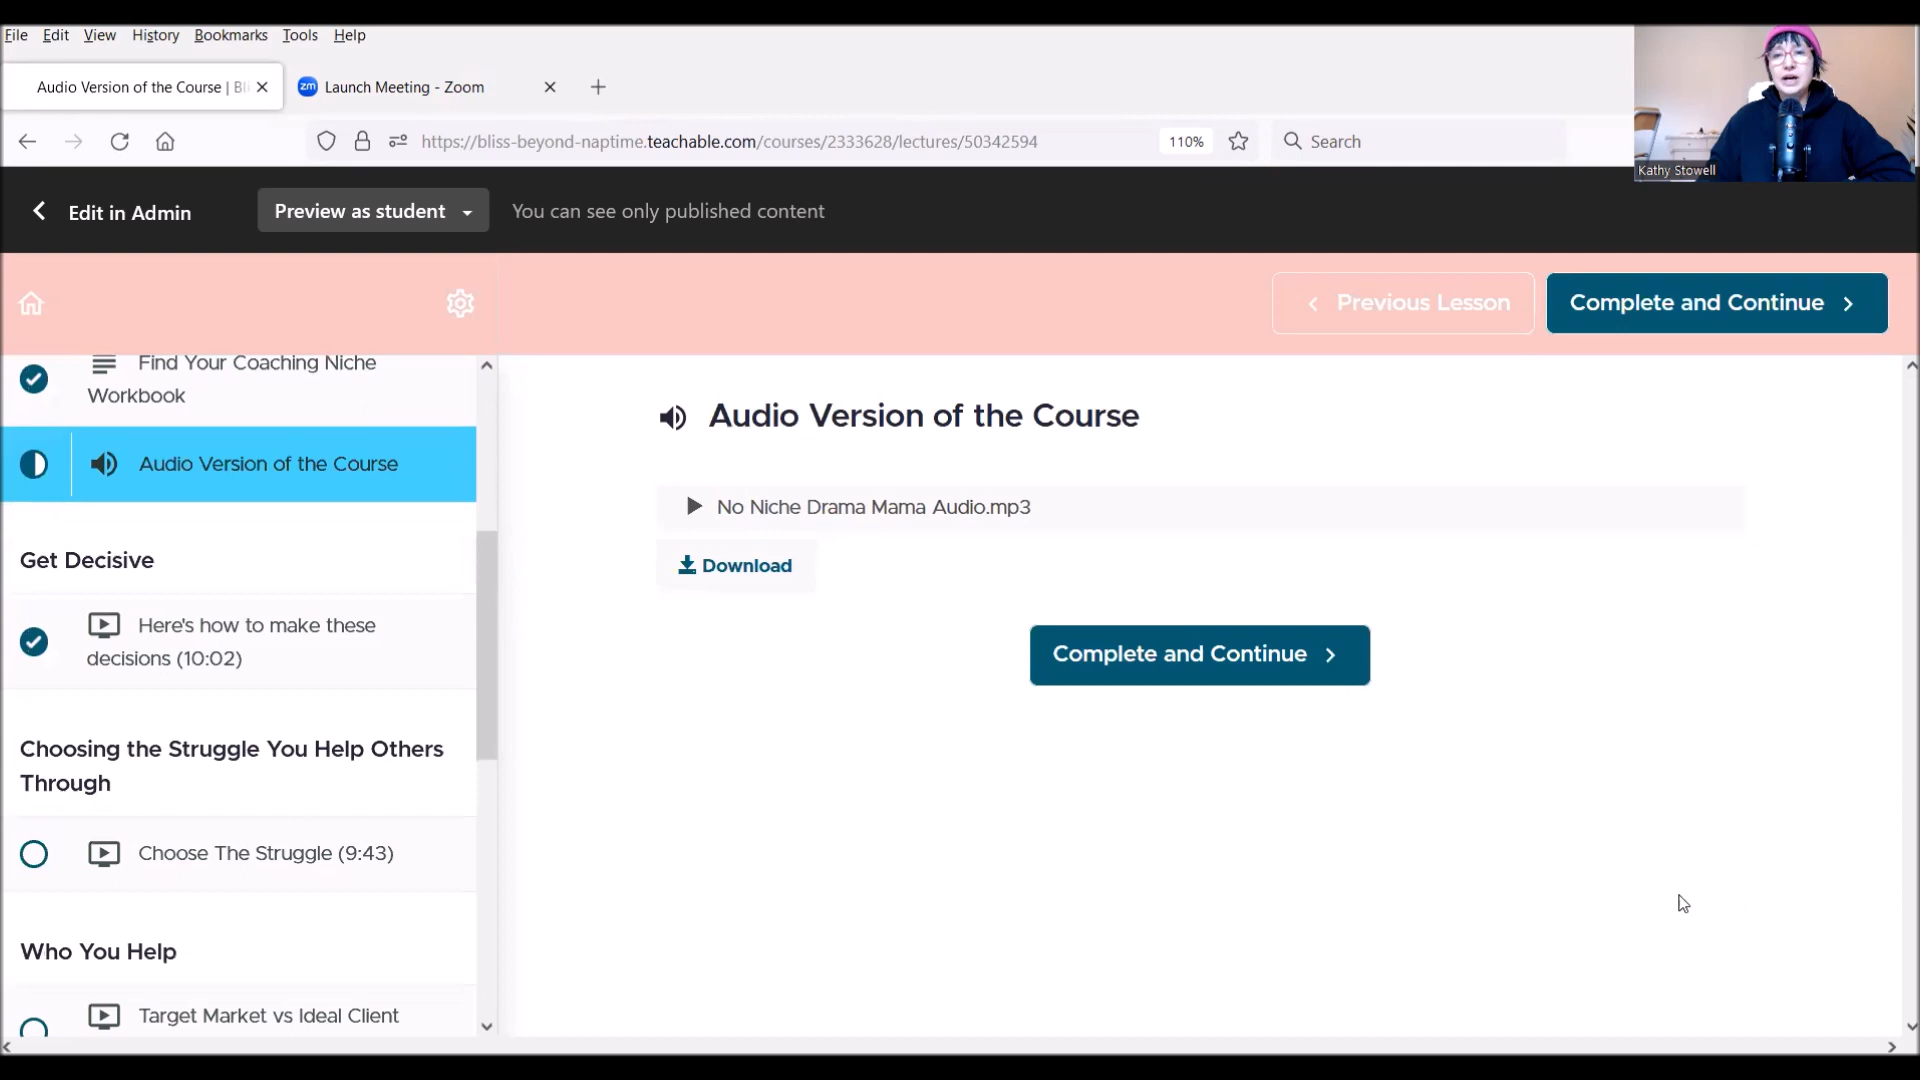 File Edit View History Bookmarks Tools Help
Audio Version of the Course | Bli
zm Launch Meeting - Zoom
https://bliss-beyond-naptime.teachable.com/courses/2333628/lectures/50342594
110%
Search
Kathy Stowell
Edit in Admin
Preview as student
You can see only published content
Previous Lesson
Complete and Continue
Find Your Coaching Niche
Workbook
Audio Version of the Course
Get Decisive
Here's how to make these
decisions (10:02)
Choosing the Struggle You Help Others
Through
Choose The Struggle (9:43)
Who You Help
Target Market vs Ideal Client
Audio Version of the Course
No Niche Drama Mama Audio.mp3
Download
Complete and Continue